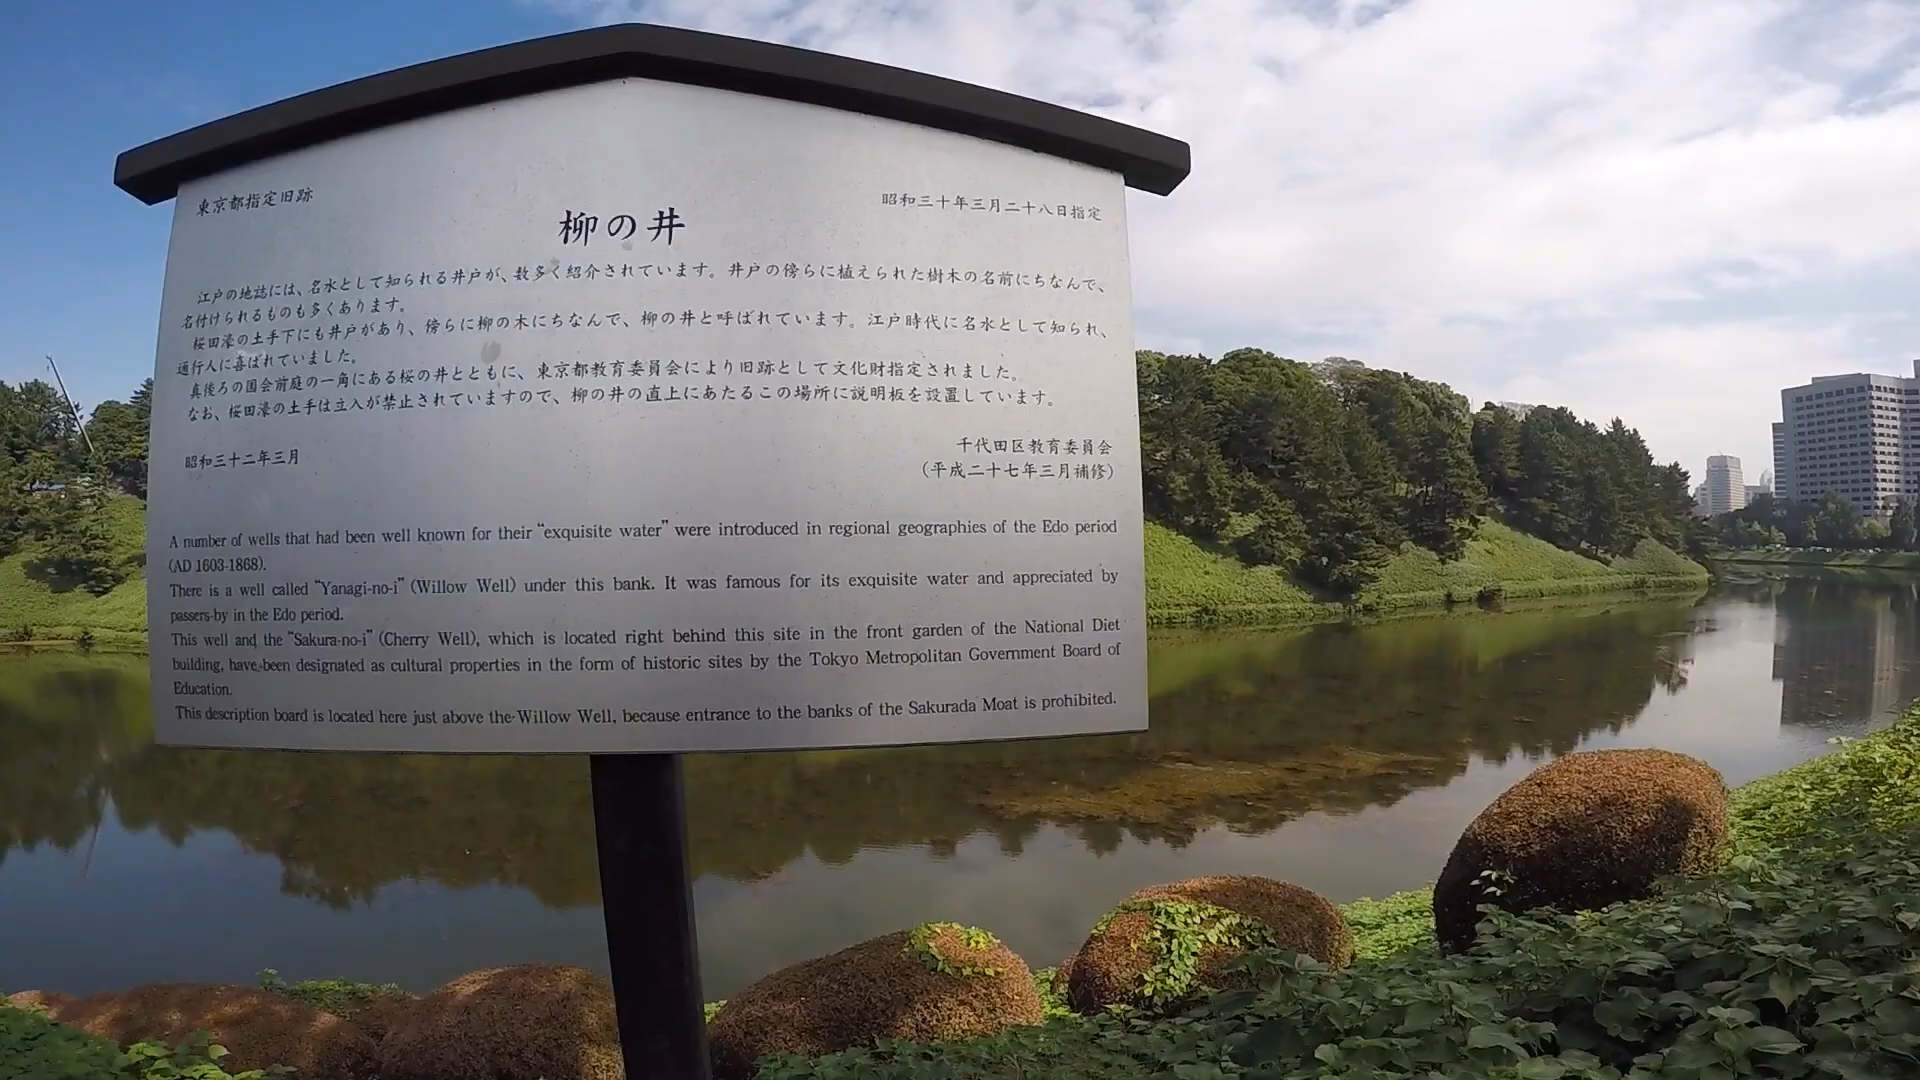 東京都指定旧跡
昭和三十年三月二十八日指定
柳の井
江戸の地誌には、名水として知られる井戸が、数多く紹介されています。井戸の傍らに植えられた樹木の名前にちなんで、
名付けられるものも多くあります。
桜田濠の土手下にも井戸があり、傍らに柳の木にちなんで、柳の井と呼ばれています。江戸時代に名水として知られ、
通行人に喜ばれていました。
真後ろの国会前庭の一角にある桜の井とともに、東京都教育委員会により旧跡として文化財指定されました。
なお、桜田濠の土手は立入が禁止されていますので、柳の井の直上にあたるこの場所に説明板を設置しています。
昭和三十二年三月
千代田区教育委員会
(平成二十七年三月補修)
A number of wells that had been well known for their “exquisite water” were introduced in regional geographies of the Edo period
(AD 1603-1868).
There is a well called “Yanagi-no-i” (Willow Well) under this bank. It was famous for its exquisite water and appreciated by
passers-by in the Edo period.
This well and the “Sakura-no-i” (Cherry Well), which is located right behind this site in the front garden of the National Diet
building, have been designated as cultural properties in the form of historic sites by the Tokyo Metropolitan Government Board of
Education.
This description board is located here just above the Willow Well, because entrance to the banks of the Sakurada Moat is prohibited.